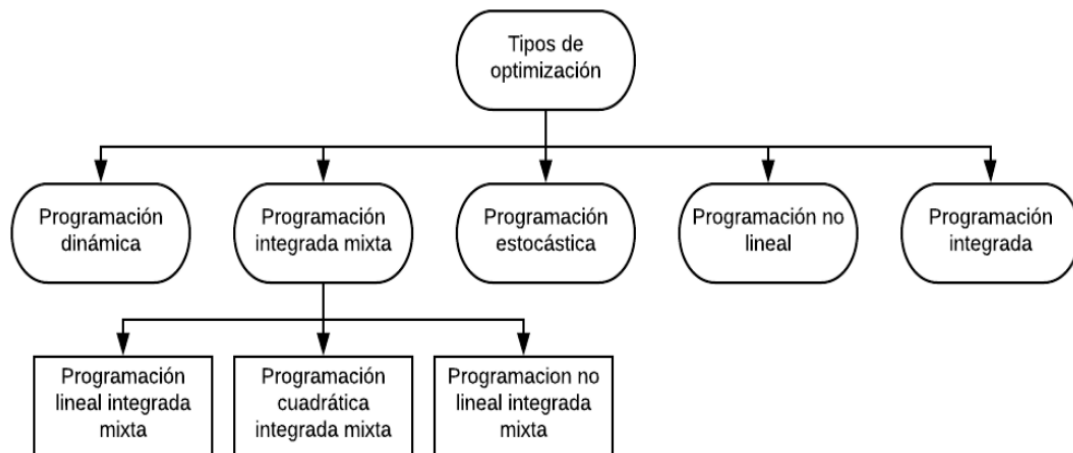 Tipos de
optimización
Programación
dinámica
Programación
integrada mixta
Programación
estocástica
Programación no
lineal
Programación
integrada
Programación
lineal integrada
mixta
Programación
cuadrática
integrada mixta
Programacion no
lineal integrada
mixta